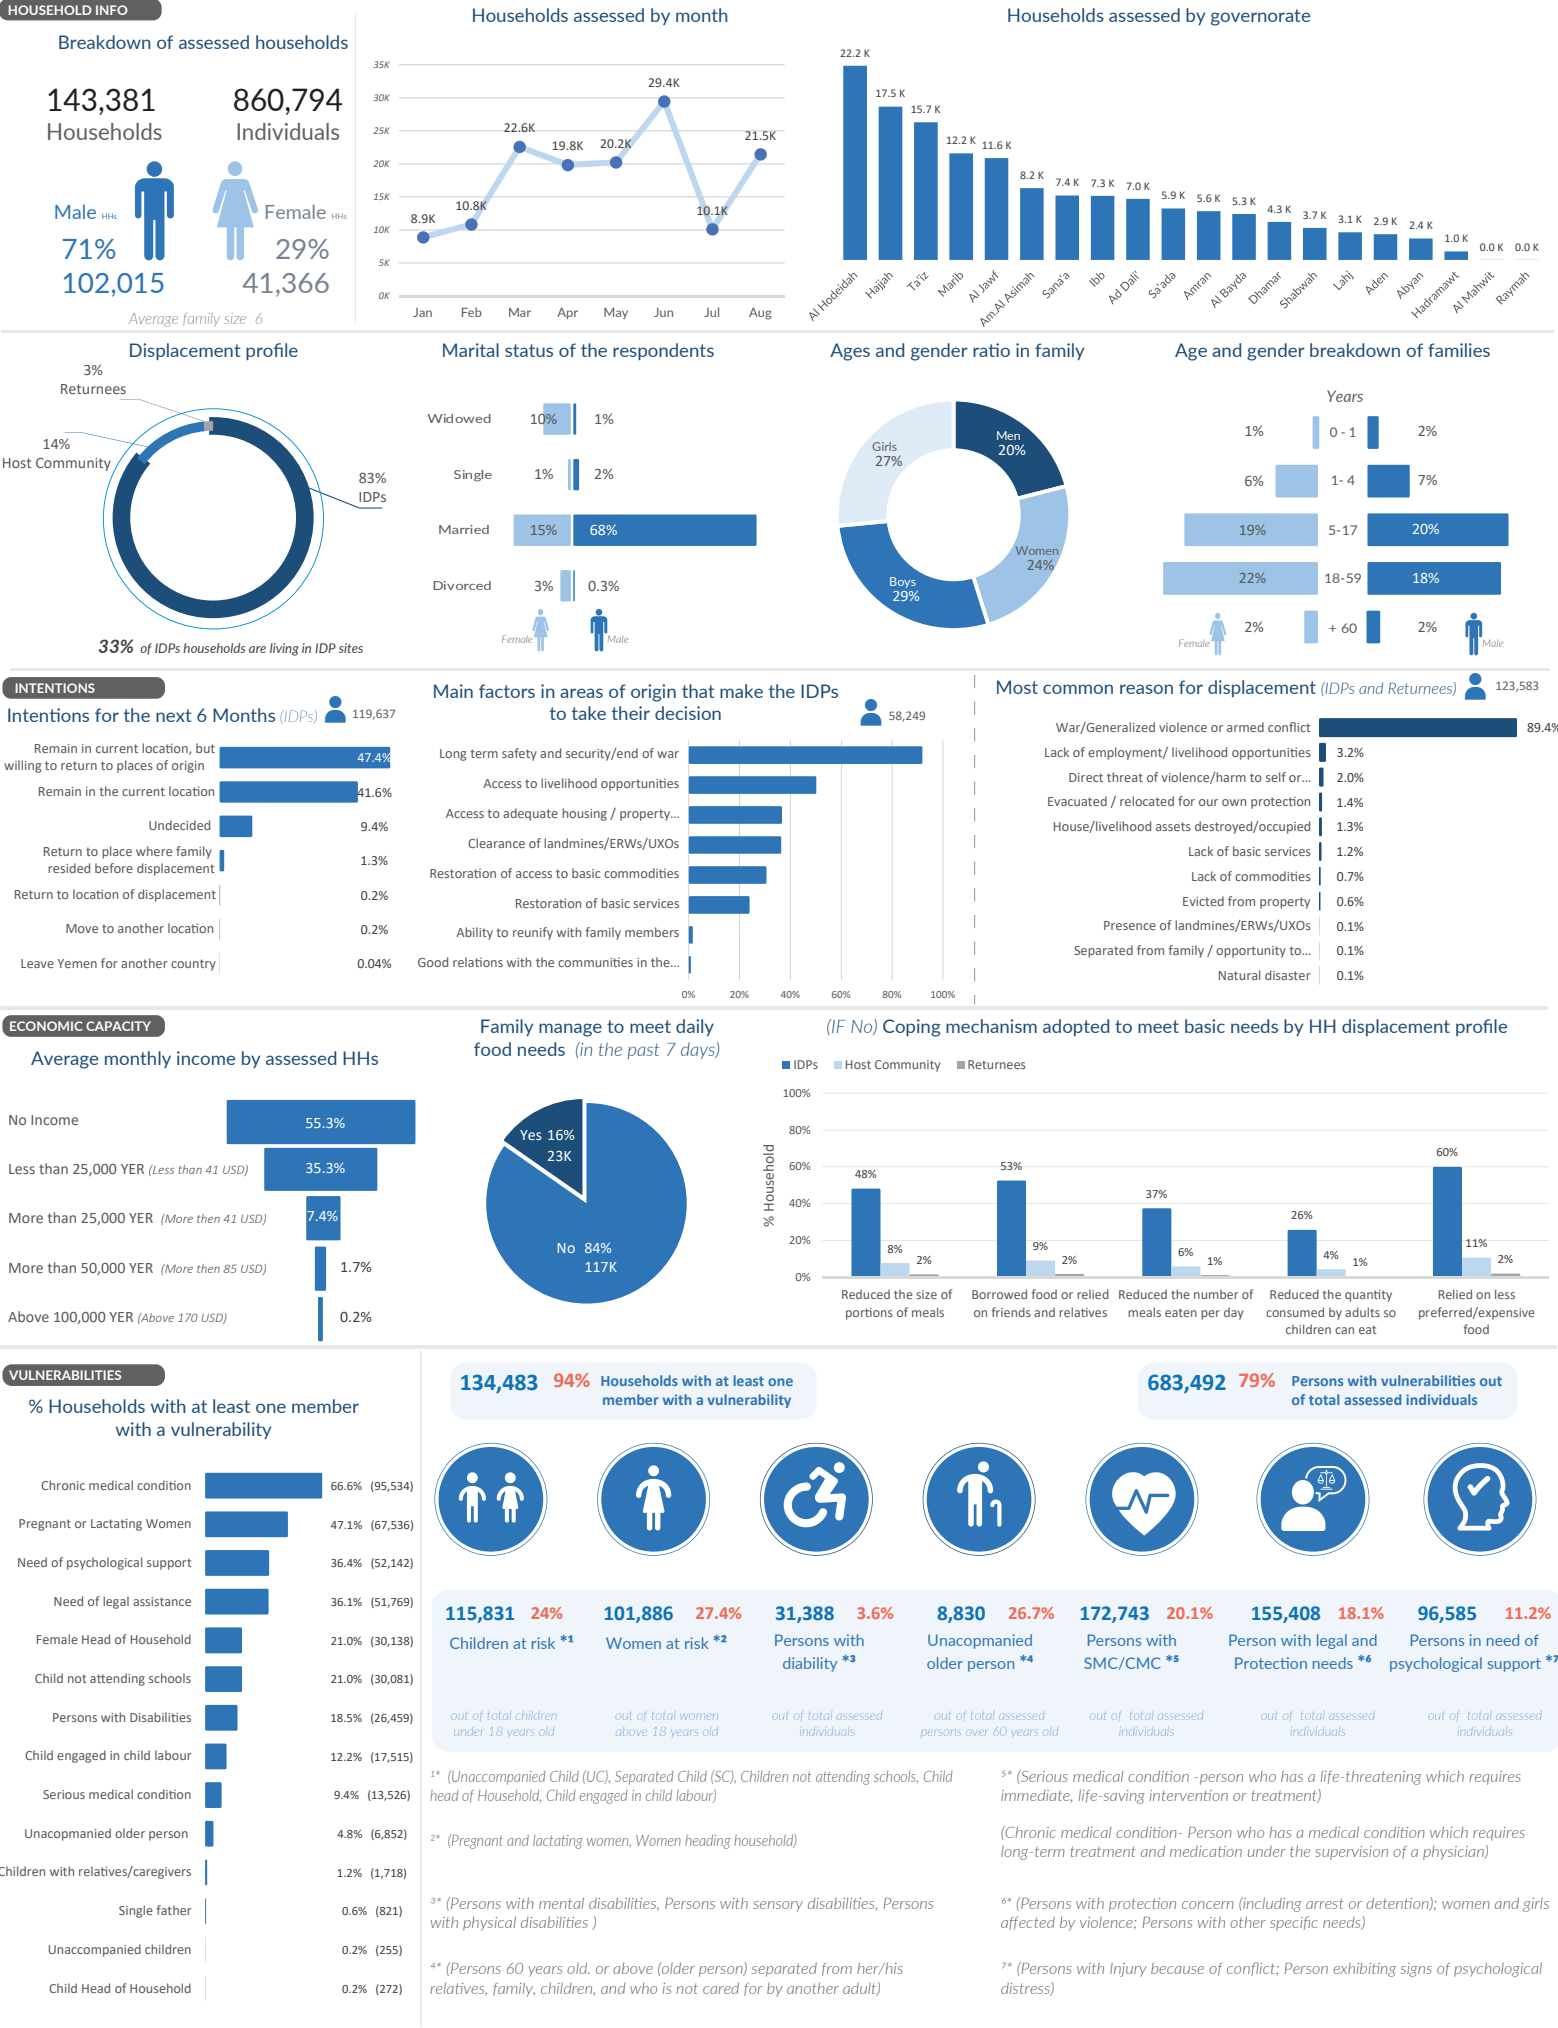 HOUSEHOLD INFO
Breakdown of assessed households
143,381
Households
860,794
Individuals
Male HHs
71%
102,015
Female HHs
29%
41,366
Average family size 6
Households assessed by month
35K
30K
25K
20K
15K
10K
5K
0K
8.9K
10.8K
22.6K
19.8K
20.2K
29.4K
10.1K
21.5K
Jan Feb Mar Apr May Jun Jul Aug
Households assessed by governorate
22.2 K
17.5 K
15.7 K
12.2 K
11.6 K
8.2 K
7.4 K
7.3 K
7.0 K
5.9 K
5.6 K
5.3 K
4.3 K
3.7 K
3.1 K
2.9 K
2.4 K
1.0 K
0.0 K
0.0 K
Al Hodeidah
Hajjah
Ta'iz
Marib
Al Jawf
Am.Al Asimah
Sana'a
Ibb
Ad Dali'
Sa'ada
Amran
Al Bayda
Dhamar
Shabwah
Lahj
Aden
Abyan
Hadramawt
Al Mahwit
Raymah
Displacement profile
3%
Returnees
14%
Host Community
83%
IDPs
33% of IDPs households are living in IDP sites
Marital status of the respondents
Widowed 10% 1%
Single 1% 2%
Married 15% 68%
Divorced 3% 0.3%
Female Male
Ages and gender ratio in family
Men
20%
Women
24%
Boys
29%
Girls
27%
Age and gender breakdown of families
Years
1% 0 - 1 2%
6% 1- 4 7%
19% 5-17 20%
22% 18-59 18%
2% + 60 2%
Female Male
INTENTIONS
Intentions for the next 6 Months (IDPs) 119,637
Remain in current location, but
willing to return to places of origin 47.4%
Remain in the current location 41.6%
Undecided 9.4%
Return to place where family
resided before displacement 1.3%
Return to location of displacement 0.2%
Move to another location 0.2%
Leave Yemen for another country 0.04%
Main factors in areas of origin that make the IDPs
to take their decision 58,249
Long term safety and security/end of war
Access to livelihood opportunities
Access to adequate housing / property...
Clearance of landmines/ERWs/UXOs
Restoration of access to basic commodities
Restoration of basic services
Ability to reunify with family members
Good relations with the communities in the...
0% 20% 40% 60% 80% 100%
Most common reason for displacement (IDPs and Returnees) 123,583
War/Generalized violence or armed conflict 89.4%
Lack of employment/ livelihood opportunities 3.2%
Direct threat of violence/harm to self or... 2.0%
Evacuated / relocated for our own protection 1.4%
House/livelihood assets destroyed/occupied 1.3%
Lack of basic services 1.2%
Lack of commodities 0.7%
Evicted from property 0.6%
Presence of landmines/ERWs/UXOs 0.1%
Separated from family / opportunity to... 0.1%
Natural disaster 0.1%
ECONOMIC CAPACITY
Average monthly income by assessed HHs
No Income 55.3%
Less than 25,000 YER (Less than 41 USD) 35.3%
More than 25,000 YER (More then 41 USD) 7.4%
More than 50,000 YER (More then 85 USD) 1.7%
Above 100,000 YER (Above 170 USD) 0.2%
Family manage to meet daily
food needs (in the past 7 days)
Yes 16%
23K
No 84%
117K
(IF No) Coping mechanism adopted to meet basic needs by HH displacement profile
IDPs Host Community Returnees
% Household
100%
80%
60%
40%
20%
0%
48% 8% 2%
53% 9% 2%
37% 6% 1%
26% 4% 1%
60% 11% 2%
Reduced the size of
portions of meals
Borrowed food or relied
on friends and relatives
Reduced the number of
meals eaten per day
Reduced the quantity
consumed by adults so
children can eat
Relied on less
preferred/expensive
food
VULNERABILITIES
% Households with at least one member
with a vulnerability
Chronic medical condition 66.6% (95,534)
Pregnant or Lactating Women 47.1% (67,536)
Need of psychological support 36.4% (52,142)
Need of legal assistance 36.1% (51,769)
Female Head of Household 21.0% (30,138)
Child not attending schools 21.0% (30,081)
Persons with Disabilities 18.5% (26,459)
Child engaged in child labour 12.2% (17,515)
Serious medical condition 9.4% (13,526)
Unacopmanied older person 4.8% (6,852)
Children with relatives/caregivers 1.2% (1,718)
Single father 0.6% (821)
Unaccompanied children 0.2% (255)
Child Head of Household 0.2% (272)
134,483 94% Households with at least one
member with a vulnerability
683,492 79% Persons with vulnerabilities out
of total assessed individuals
115,831 24%
Children at risk *1
out of total children
under 18 years old
101,886 27.4%
Women at risk *2
out of total women
above 18 years old
31,388 3.6%
Persons with
diability *3
out of total assessed
individuals
8,830 26.7%
Unacopmanied
older person *4
out of total assessed
persons over 60 years old
172,743 20.1%
Persons with
SMC/CMC *5
out of total assessed
individuals
155,408 18.1%
Person with legal and
Protection needs *6
out of total assessed
individuals
96,585 11.2%
Persons in need of
psychological support *7
out of total assessed
individuals
1* (Unaccompanied Child (UC), Separated Child (SC), Children not attending schools, Child
head of Household, Child engaged in child labour)
2* (Pregnant and lactating women, Women heading household)
3* (Persons with mental disabilities, Persons with sensory disabilities, Persons
with physical disabilities )
4* (Persons 60 years old. or above (older person) separated from her/his
relatives, family, children, and who is not cared for by another adult)
5* (Serious medical condition -person who has a life-threatening which requires
immediate, life-saving intervention or treatment)
(Chronic medical condition- Person who has a medical condition which requires
long-term treatment and medication under the supervision of a physician)
6* (Persons with protection concern (including arrest or detention); women and girls
affected by violence; Persons with other specific needs)
7* (Persons with Injury because of conflict; Person exhibiting signs of psychological
distress)